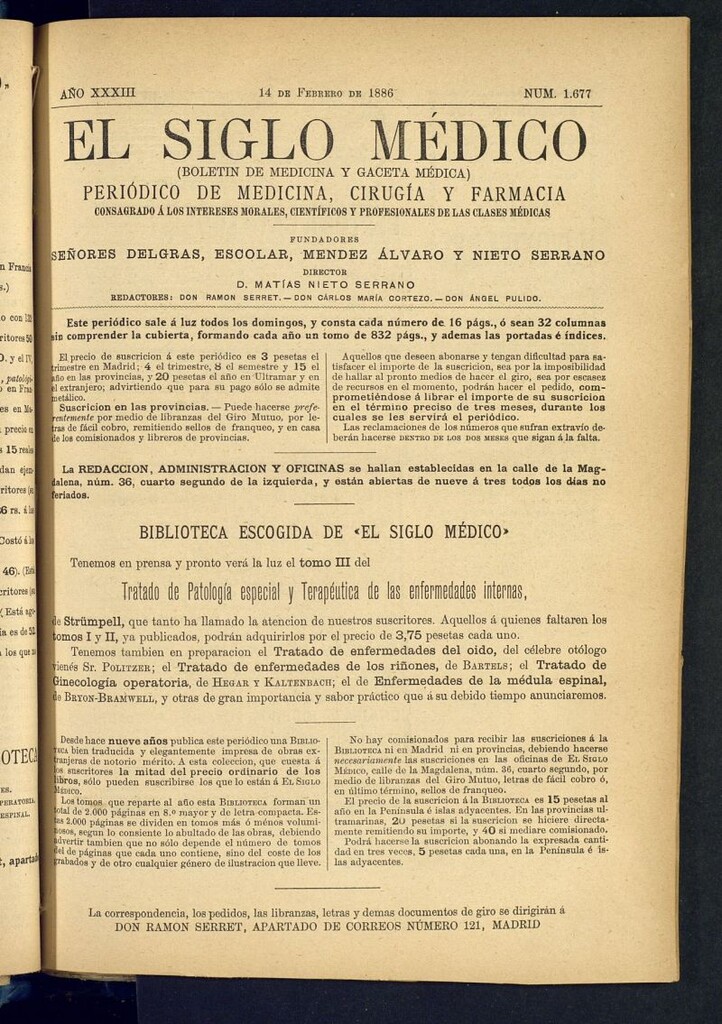 AÑO XXXIII 14 DE FEBRERO DE 1886 NUM. 1.677
EL SIGLO MÉDICO
(BOLETIN DE MEDICINA Y GACETA MÉDICA)
PERIÓDICO DE MEDICINA, CIRUGÍA Y FARMACIA
CONSAGRADO Á LOS INTERESES MORALES, CIENTÍFICOS Y PROFESIONALES DE LAS CLASES MÉDICAS
FUNDADORES
SEÑORES DELGRAS, ESCOLAR, MENDEZ ÁLVARO Y NIETO SERRANO
DIRECTOR
D. MATÍAS NIETO SERRANO
REDACTORES: DON RAMON SERRET.—DON CÁRLOS MARÍA CORTEZO.—DON ÁNGEL PULIDO.
Este periódico sale á luz todos los domingos, y consta cada número de 16 págs., ó sean 32 columnas
sin comprender la cubierta, formando cada año un tomo de 832 págs., y ademas las portadas é índices.
El precio de suscricion á este periódico es 3 pesetas el
trimestre en Madrid; 4 el trimestre, 8 el semestre y 15 el
año en las provincias, y 20 pesetas el año en Ultramar y en
el extranjero; advirtiendo que para su pago sólo se admite
metálico.
Suscricion en las provincias.—Puede hacerse prefe-
rentemente por medio de libranzas del Giro Mutuo, por le-
tras de fácil cobro, remitiendo sellos de franqueo, y en casa
de los comisionados y libreros de provincias.
Aquellos que deseen abonarse y tengan dificultad para sa-
tisfacer el importe de la suscricion, sea por la imposibilidad
de hallar al pronto medios de hacer el giro, sea por escasez
de recursos en el momento, podrán hacer el pedido, com-
prometiéndose á librar el importe de su suscricion
en el término preciso de tres meses, durante los
cuales se les servirá el periódico.
Las reclamaciones de los números que sufran extravío de-
berán hacerse DENTRO DE LOS DOS MESES que sigan á la falta.
La REDACCION, ADMINISTRACION Y OFICINAS se hallan establecidas en la calle de la Mag-
dalena, núm. 36, cuarto segundo de la izquierda, y están abiertas de nueve á tres todos los dias no
feriados.
BIBLIOTECA ESCOGIDA DE «EL SIGLO MÉDICO»
Tenemos en prensa y pronto verá la luz el tomo III del
Tratado de Patología especial y Terapéutica de las enfermedades internas,
de Strümpell, que tanto ha llamado la atencion de nuestros suscritores. Aquellos á quienes faltaren los
tomos I y II, ya publicados, podrán adquirirlos por el precio de 3,75 pesetas cada uno.
Tenemos tambien en preparacion el Tratado de enfermedades del oido, del célebre otólogo
vienés Sr. POLITZER; el Tratado de enfermedades de los riñones, de BARTELS; el Tratado de
Ginecología operatoria, de HEGAR Y KALTENBACH; el de Enfermedades de la médula espinal,
de BRYON-BRAMWELL, y otras de gran importancia y sabor práctico que á su debido tiempo anunciaremos.
Desde hace nueve años publica este periódico una BIBLIO-
TECA bien traducida y elegantemente impresa de obras ex-
tranjeras de notorio mérito. A esta coleccion, que cuesta á
los suscritores la mitad del precio ordinario de los
libros, sólo pueden suscribirse los que lo están á EL SIGLO
MÉDICO.
Los tomos que reparte al año esta BIBLIOTECA forman un
total de 2.000 páginas en 8.º mayor y de letra compacta. Es-
tas 2.000 páginas se dividen en tomos más ó ménos volumi-
nosos, segun lo consiente lo abultado de las obras, debiendo
advertir tambien que no sólo depende el número de tomos
del de páginas que cada uno contiene, sino del coste de los
grabados y de otro cualquier género de ilustracion que lleve.
No hay comisionados para recibir las suscriciones á la
BIBLIOTECA ni en Madrid ni en provincias, debiendo hacerse
necesariamente las suscriciones en las oficinas de EL SIGLO
MÉDICO, calle de la Magdalena, núm. 36, cuarto segundo, por
medio de libranzas del Giro Mutuo, letras de fácil cobro ó,
en último término, sellos de franqueo.
El precio de la suscricion á la BIBLIOTECA es 15 pesetas al
año en la Península é islas adyacentes. En las provincias ul-
tramarinas, 20 pesetas si la suscricion se hiciere directa-
mente remitiendo su importe, y 40 si mediare comisionado.
Podrá hacerse la suscricion abonando la expresada canti-
dad en tres veces, 5 pesetas cada una, en la Península é is-
las adyacentes.
La correspondencia, los pedidos, las libranzas, letras y demas documentos de giro se dirigirán á
DON RAMON SERRET, APARTADO DE CORREOS NÚMERO 121, MADRID